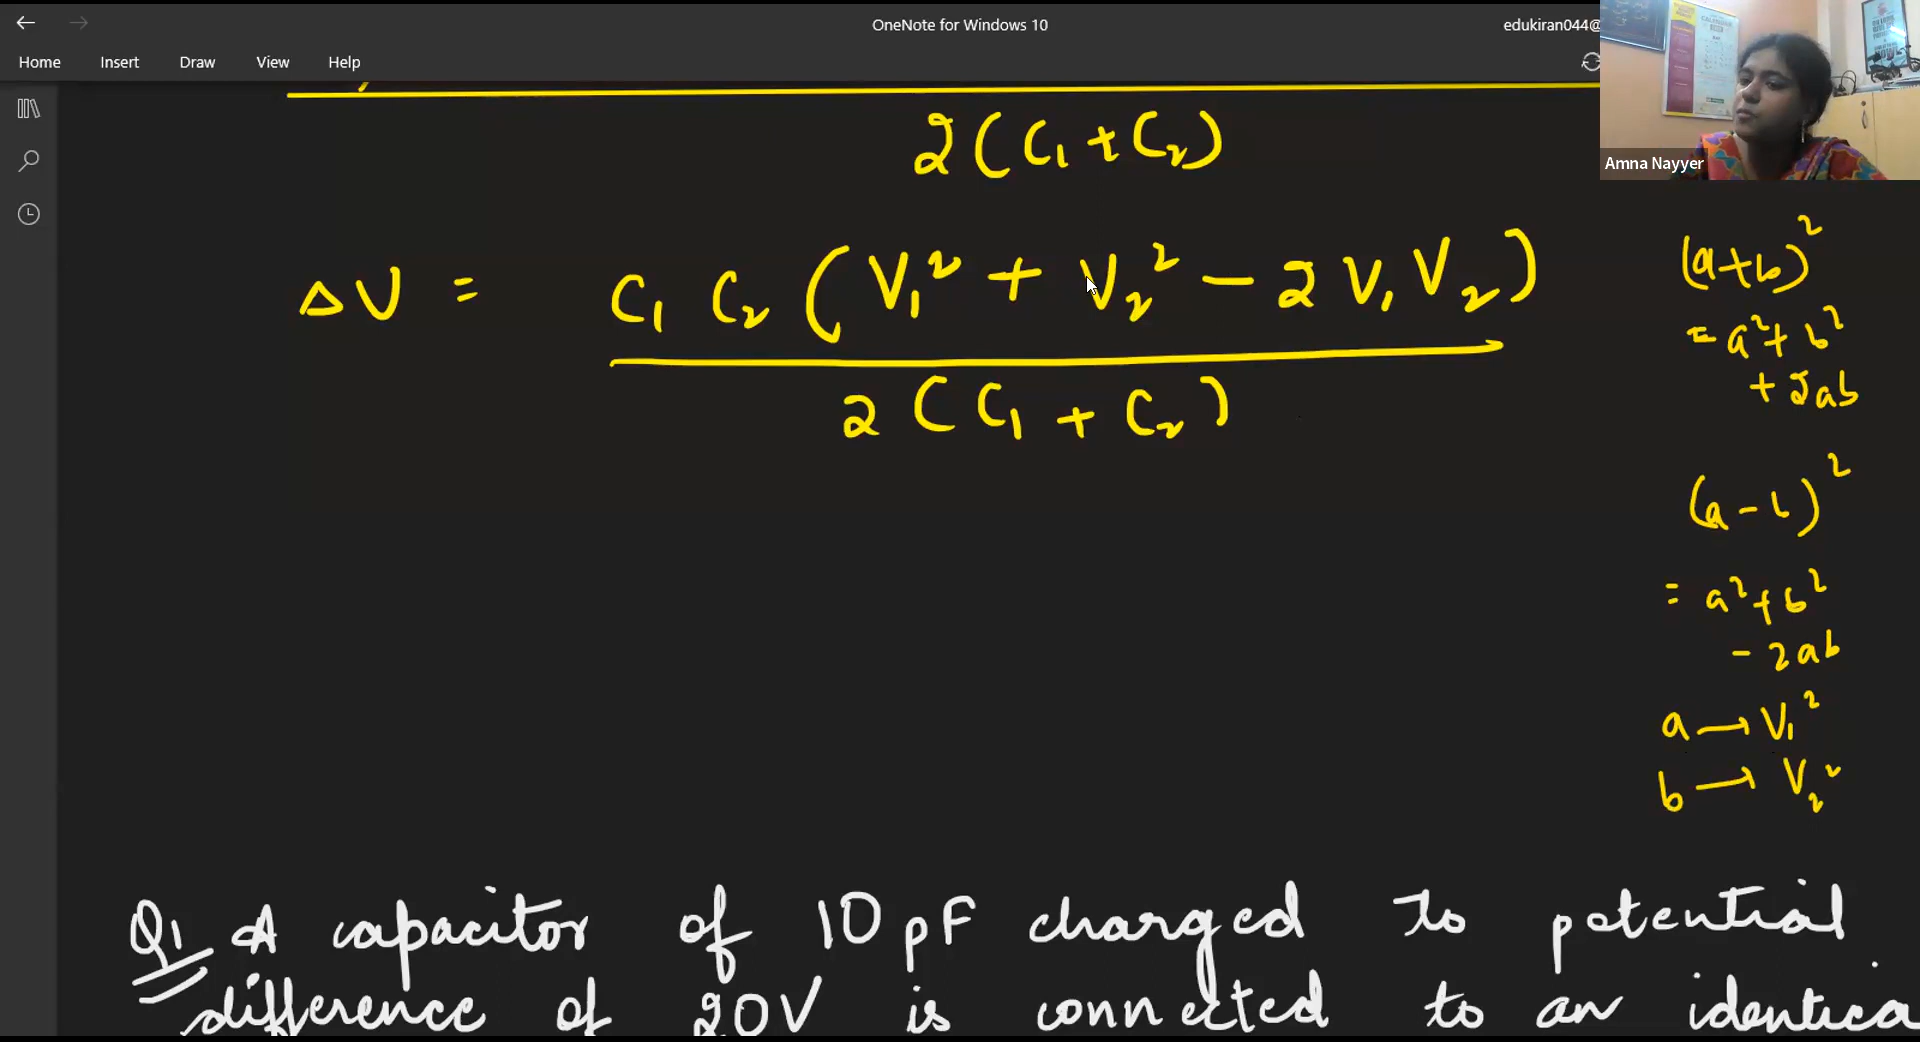 OneNote for Windows 10
edukiran044@
Home Insert Draw View Help
Amna Nayyer
2 (C₁ + C₂)
ΔU = C₁ C₂ (V₁² + V₂² − 2 V₁ V₂)
2 (C₁ + C₂)
(a+b)²
= a² + b²
+ 2ab
(a − b)²
= a² + b²
− 2ab
a → V₁²
b → V₂²
Q1 A capacitor of 10 pF charged to potential
difference of 20V is connected to an identica